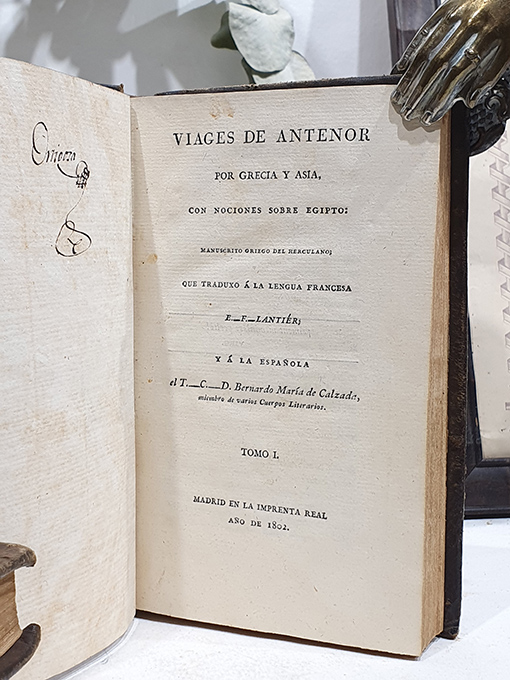 VIAGES DE ANTENOR
POR GRECIA Y ASIA,
CON NOCIONES SOBRE EGIPTO:
MANUSCRITO GRIEGO DEL HERCULANO;
QUE TRADUXO Á LA LENGUA FRANCESA
E.—F.—LANTIÉR;
Y Á LA ESPAÑOLA
el T.—C.—D. Bernardo María de Calzada,
miembro de varios Cuerpos Literarios.
TOMO I.
MADRID EN LA IMPRENTA REAL
AÑO DE 1802.